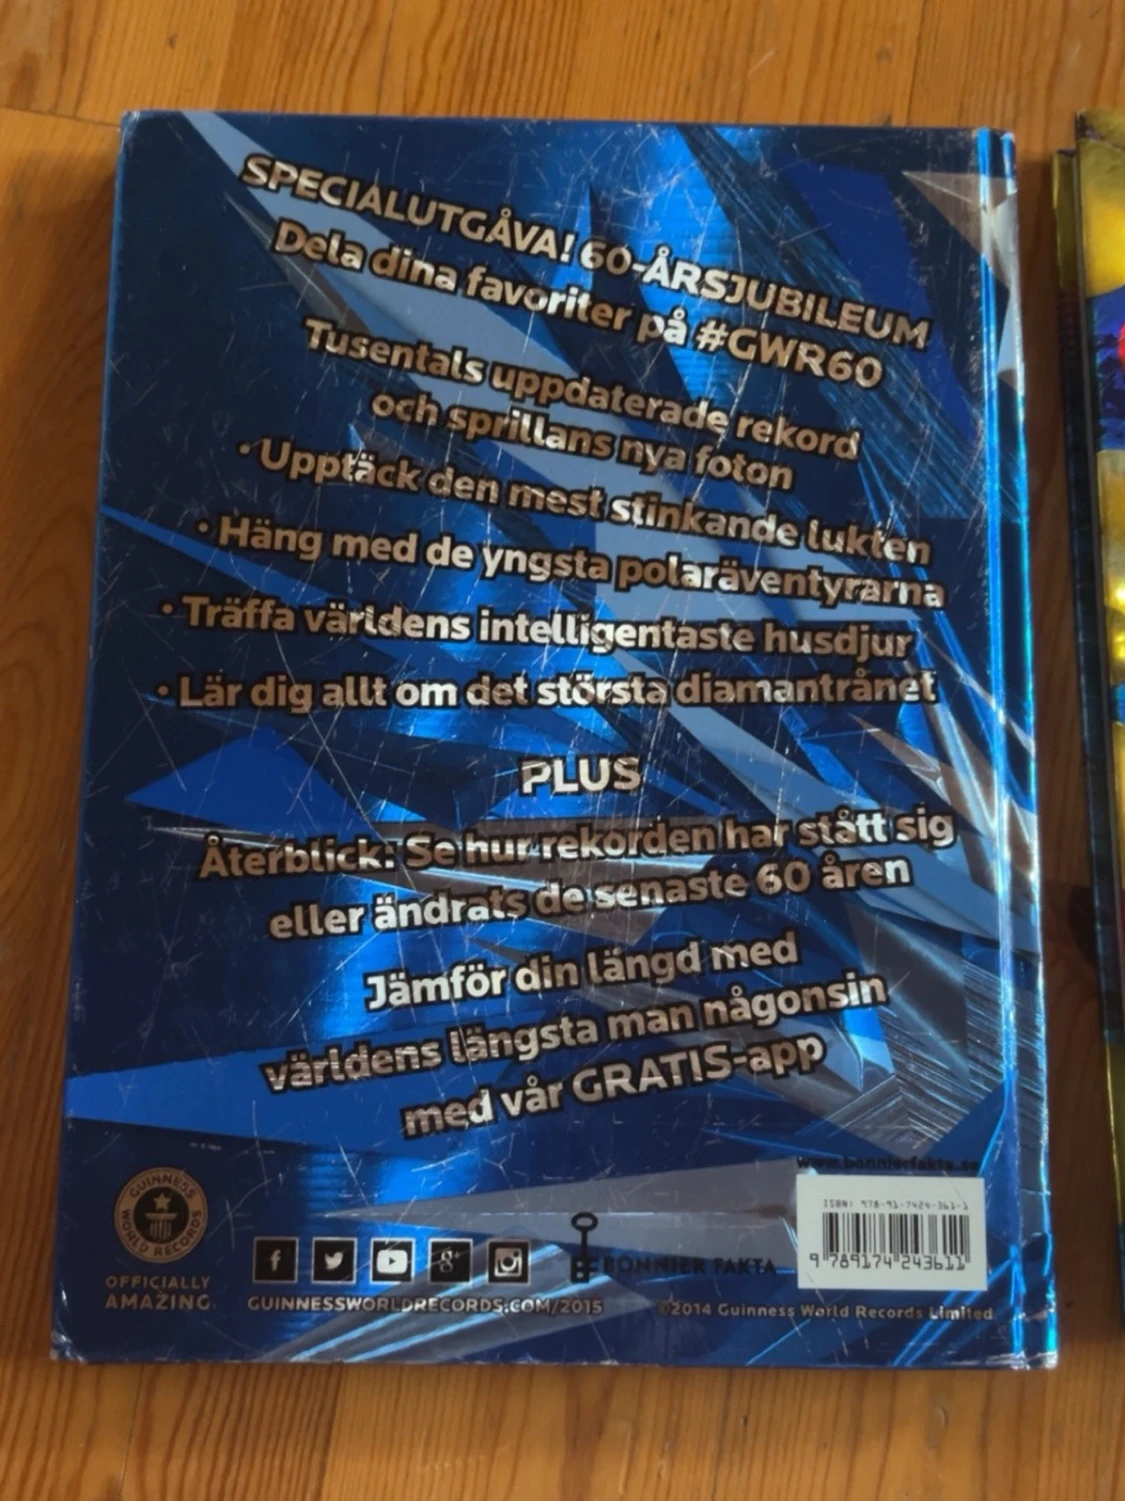 SPECIALUTGÅVA! 60-ÅRSJUBILEUM
Dela dina favoriter på #GWR60
Tusentals uppdaterade rekord
och sprillans nya foton
• Upptäck den mest stinkande lukten
• Häng med de yngsta polaräventyrarna
• Träffa världens intelligentaste husdjur
• Lär dig allt om det största diamantrånet
PLUS
Återblick: Se hur rekorden har stått sig
eller ändrats de senaste 60 åren
Jämför din längd med
världens längsta man någonsin
med vår GRATIS-app
www.bonnierfakta.se
ISBN: 978-91-7424-361-1
9 789174 243611
GUINNESS
WORLD RECORDS
OFFICIALLY
AMAZING
BONNIER FAKTA
GUINNESSWORLDRECORDS.COM/2015
©2014 Guinness World Records Limited